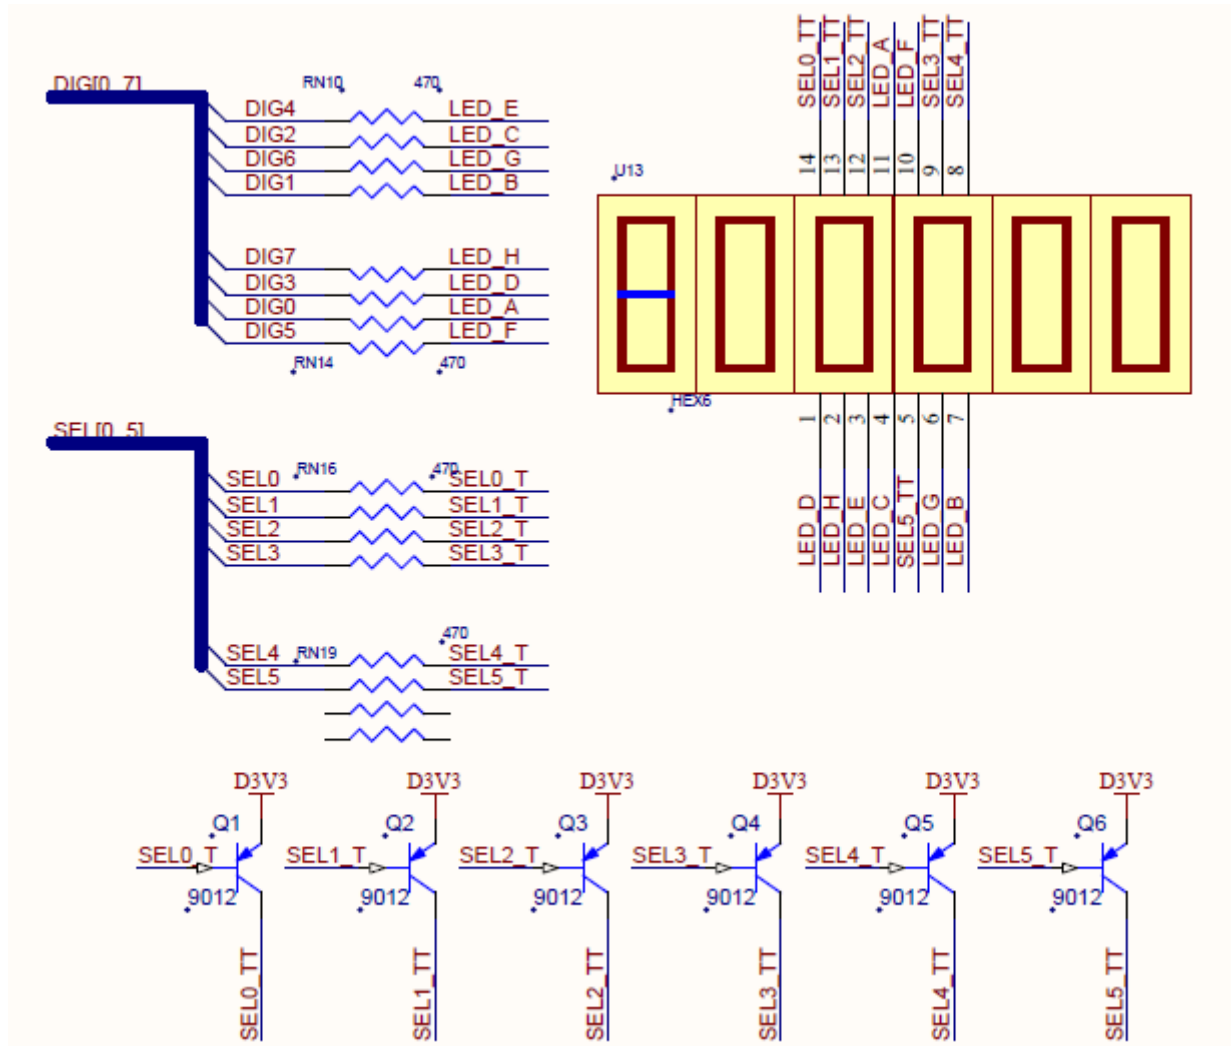 DIG[0..7]
RN10 470
DIG4 LED_E
DIG2 LED_C
DIG6 LED_G
DIG1 LED_B
DIG7 LED_H
DIG3 LED_D
DIG0 LED_A
DIG5 LED_F
RN14 470
SEL[0..5]
RN16 470
SEL0 SEL0_T
SEL1 SEL1_T
SEL2 SEL2_T
SEL3 SEL3_T
470
SEL4 RN19 SEL4_T
SEL5 SEL5_T
SEL0_TT
SEL1_TT
SEL2_TT
LED_A
LED_F
SEL3_TT
SEL4_TT
14
13
12
11
10
9
8
U13
HEX6
1
2
3
4
5
6
7
LED_D
LED_H
LED_E
LED_C
SEL5_TT
LED_G
LED_B
D3V3 D3V3 D3V3 D3V3 D3V3 D3V3
Q1 Q2 Q3 Q4 Q5 Q6
SEL0_T SEL1_T SEL2_T SEL3_T SEL4_T SEL5_T
9012 9012 9012 9012 9012 9012
SEL0_TT
SEL1_TT
SEL2_TT
SEL3_TT
SEL4_TT
SEL5_TT